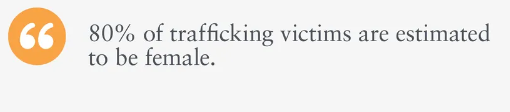 80% of trafficking victims are estimated
to be female.